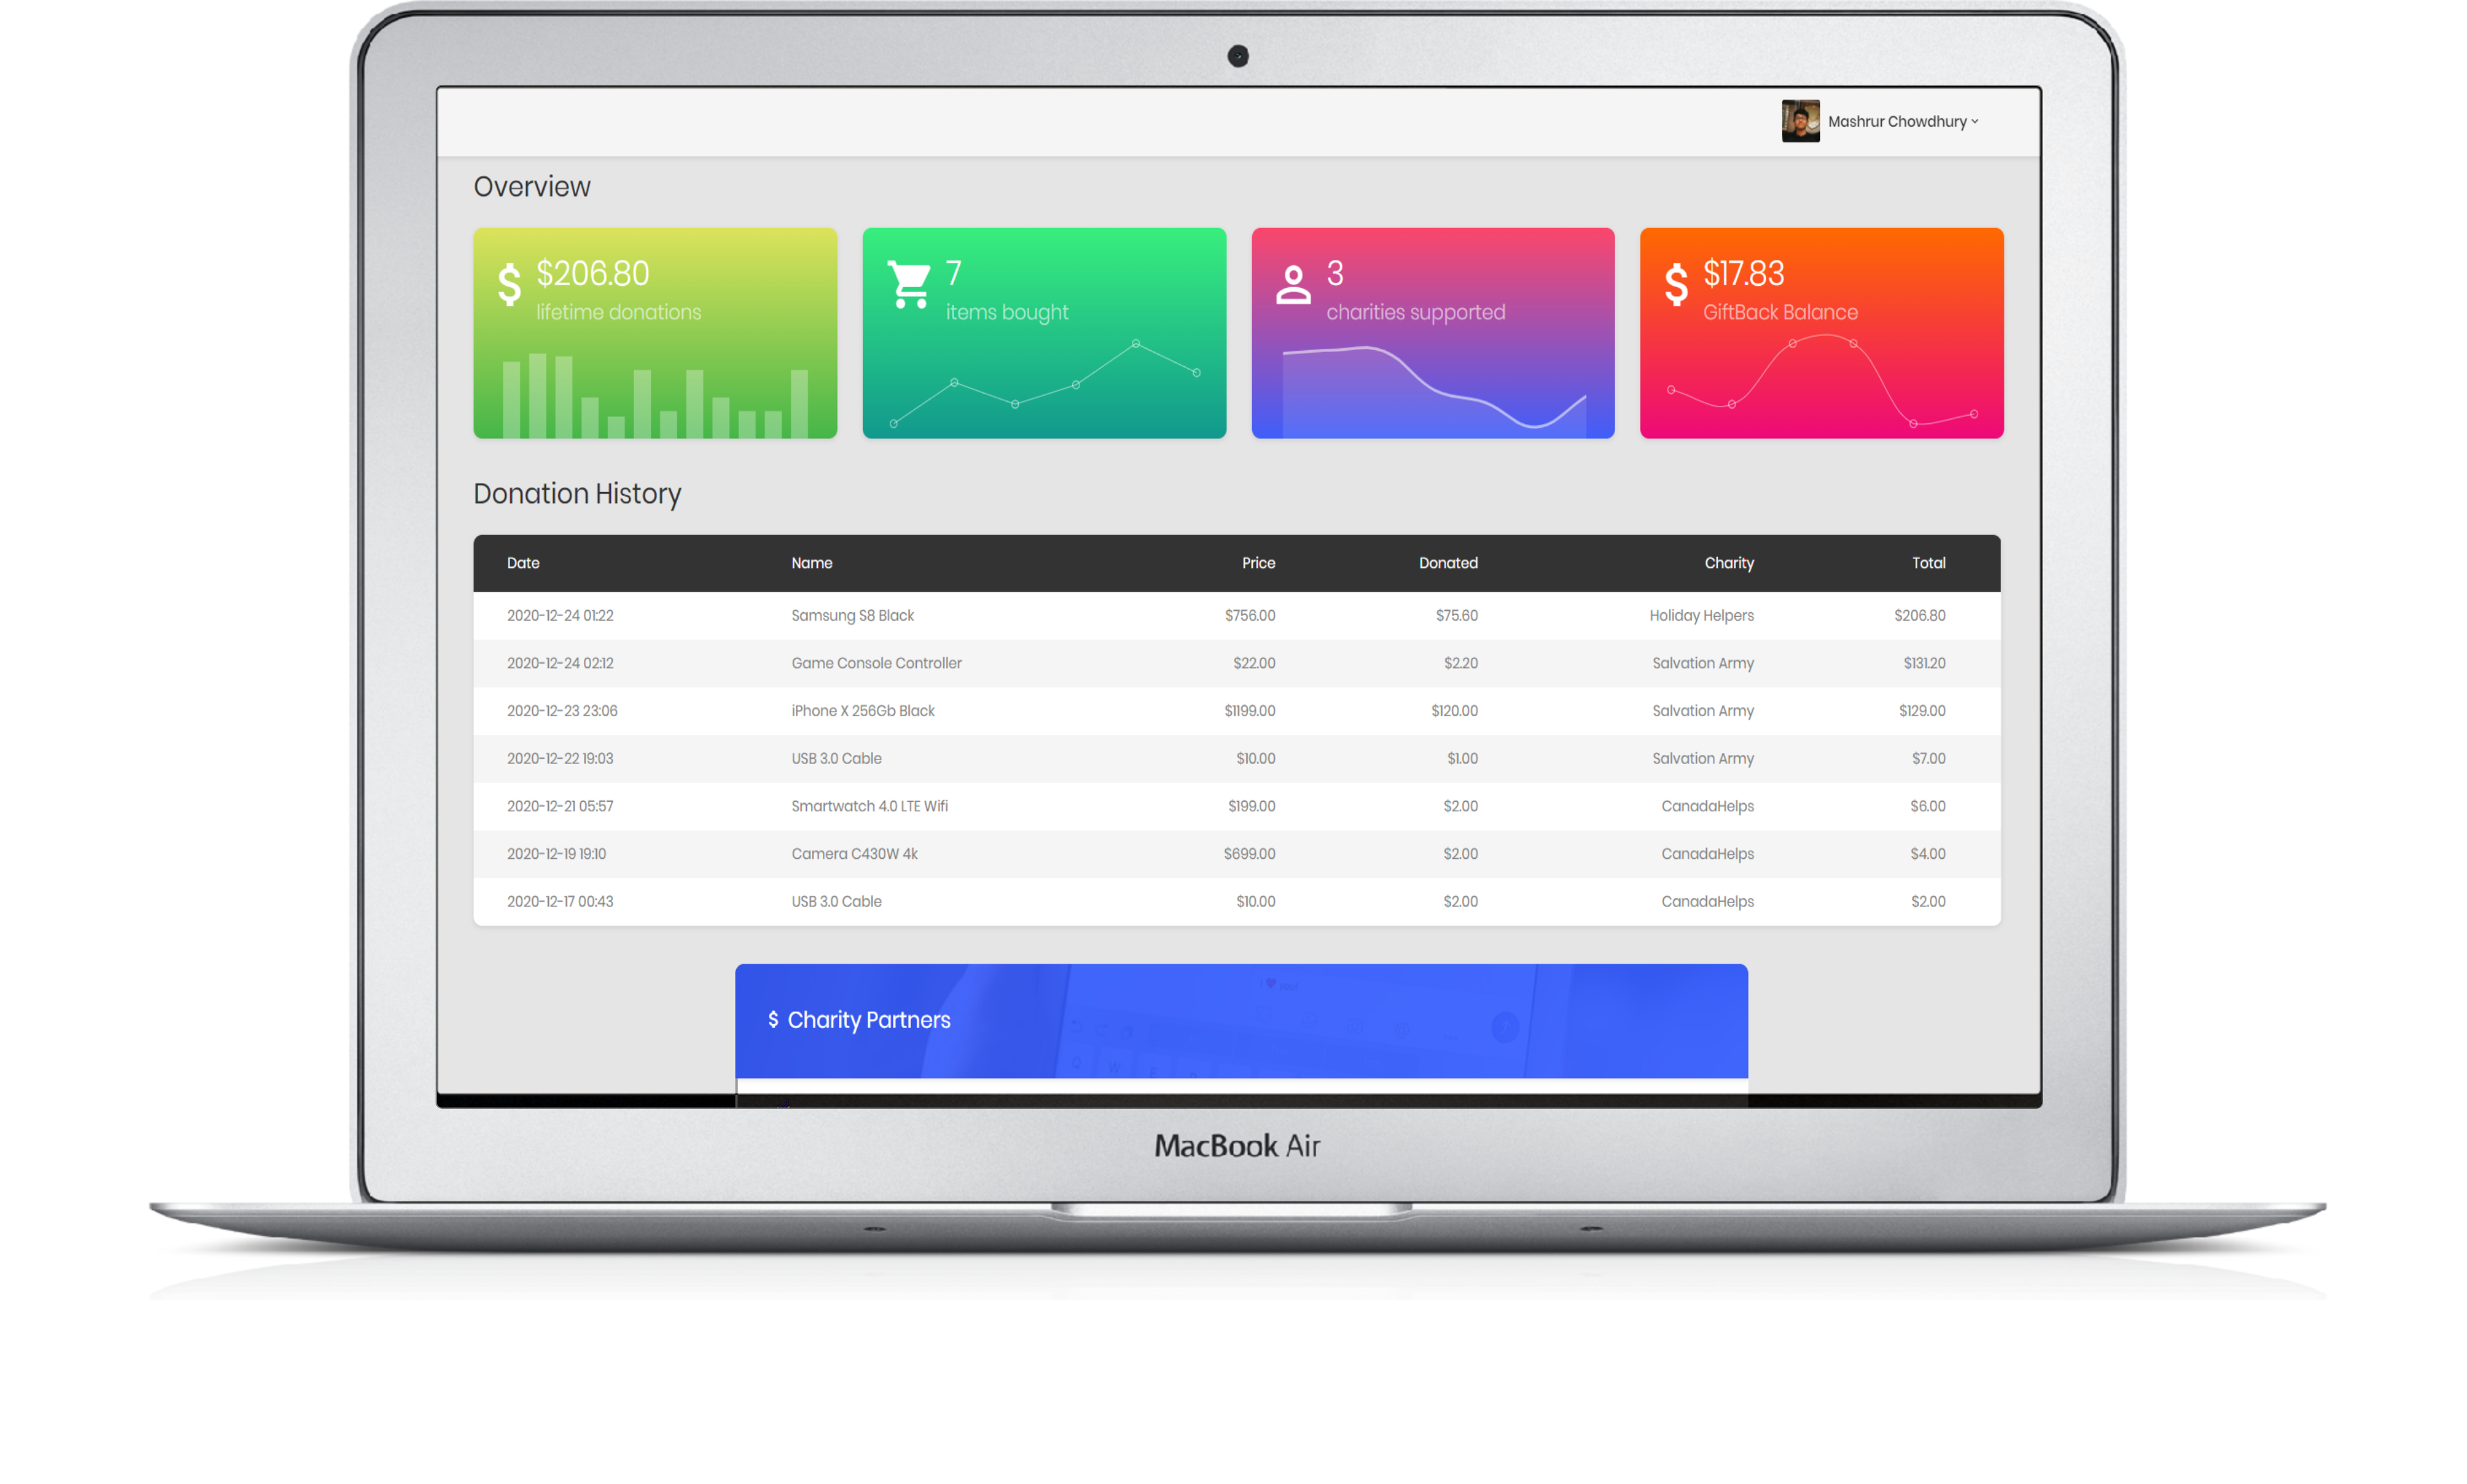 Mashrur Chowdhury
Overview
$ $206.80
lifetime donations
7
items bought
3
charities supported
$ $17.83
GiftBack Balance
Donation History
Date Name Price Donated Charity Total
2020-12-24 01:22 Samsung S8 Black $756.00 $75.60 Holiday Helpers $206.80
2020-12-24 02:12 Game Console Controller $22.00 $2.20 Salvation Army $131.20
2020-12-23 23:06 iPhone X 256Gb Black $1199.00 $120.00 Salvation Army $129.00
2020-12-22 19:03 USB 3.0 Cable $10.00 $1.00 Salvation Army $7.00
2020-12-21 05:57 Smartwatch 4.0 LTE Wifi $199.00 $2.00 CanadaHelps $6.00
2020-12-19 19:10 Camera C430W 4k $699.00 $2.00 CanadaHelps $4.00
2020-12-17 00:43 USB 3.0 Cable $10.00 $2.00 CanadaHelps $2.00
$ Charity Partners
MacBook Air